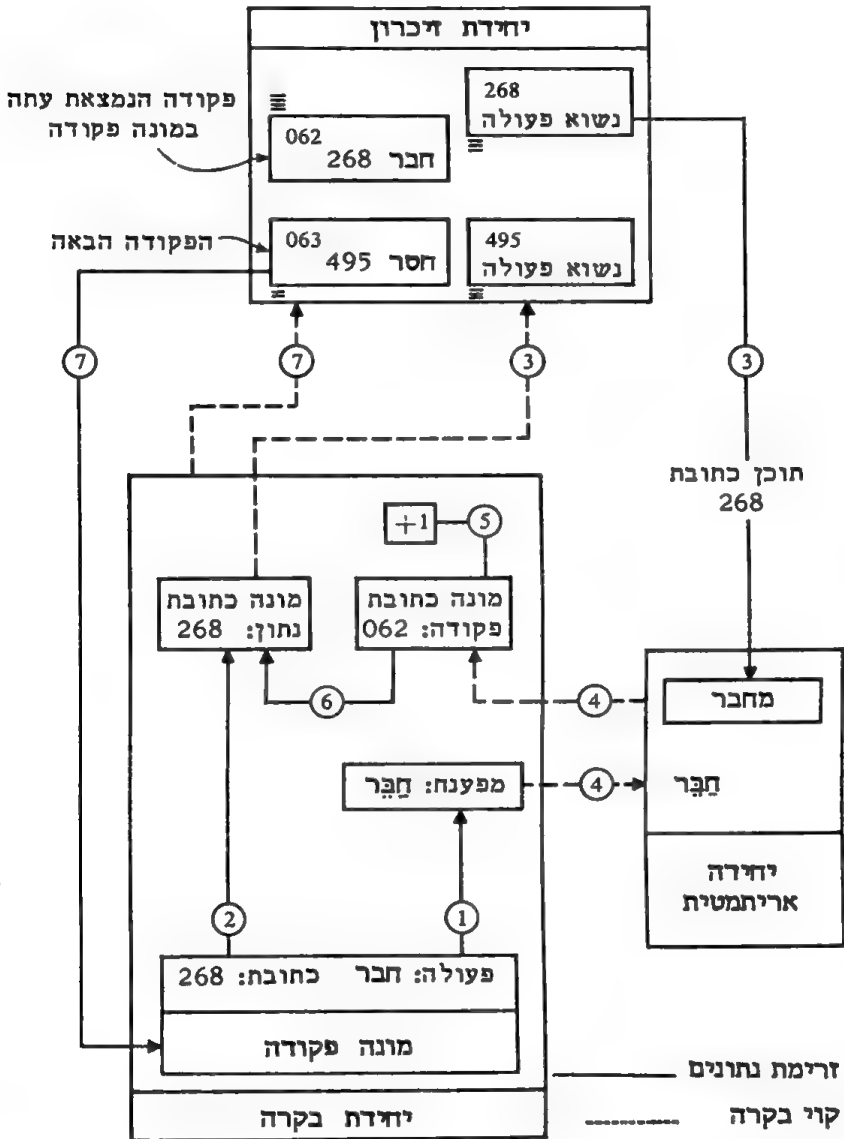 יחידת זיכרון
פקודה הנמצאת עתה
במונה פקודה
062
חבר 268
268
נשוא פעולה
הפקודה הבאה
063
חסר 495
495
נשוא פעולה
7
7
3
3
תוכן כתובת
268
+1
5
מונה כתובת
פקודה: 062
מונה כתובת
נתון: 268
6
4
מחבר
מפענח: חַבֵּר
4
חַבֵּר
יחידה
אריתמטית
1
2
פעולה: חבר כתובת: 268
מונה פקודה
יחידת בקרה
זרימת נתונים
קוי בקרה